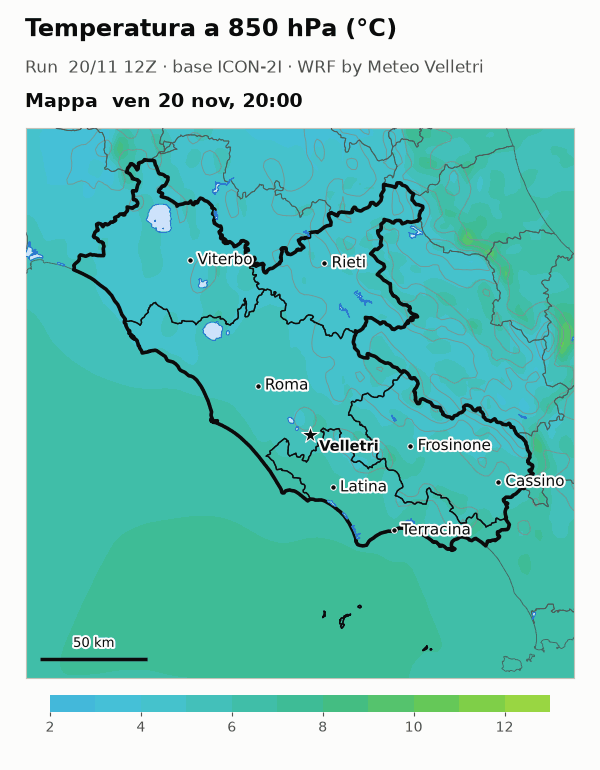 Temperatura a 850 hPa (°C)
Run  20/11 12Z · base ICON-2I · WRF by Meteo Velletri
Mappa  ven 20 nov, 20:00
Viterbo
Rieti
Roma
Velletri
Frosinone
Latina
Cassino
Terracina
50 km
2 4 6 8 10 12